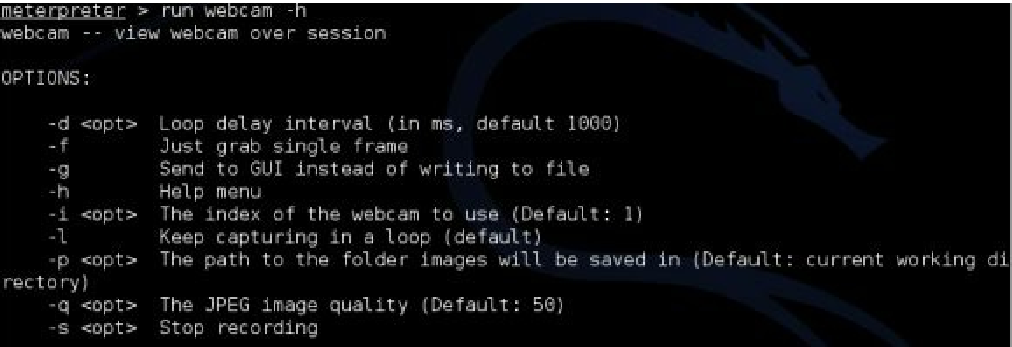 meterpreter > run webcam -h
webcam -- view webcam over session
OPTIONS:
-d <opt> Loop delay interval (in ms, default 1000)
-f Just grab single frame
-g Send to GUI instead of writing to file
-h Help menu
-i <opt> The index of the webcam to use (Default: 1)
-l Keep capturing in a loop (default)
-p <opt> The path to the folder images will be saved in (Default: current working di
rectory)
-q <opt> The JPEG image quality (Default: 50)
-s <opt> Stop recording